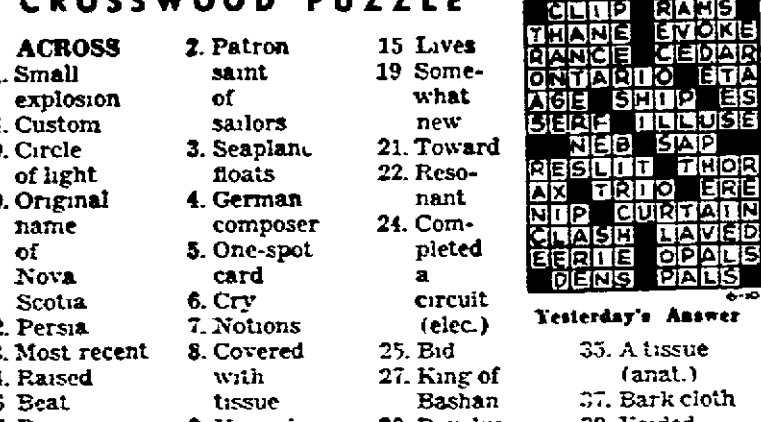 CROSSWOOD PUZZLE
ACROSS
. Small
explosion
. Custom
. Circle
of light
. Original
name
of
Nova
Scotia
. Persia
. Most recent
. Raised
Beat
2. Patron
saint
of
sailors
3. Seaplane
floats
4. German
composer
5. One-spot
card
6. Cry
7. Notions
8. Covered
with
tissue
15 Lives
19 Some-
what
new
21. Toward
22. Reso-
nant
24. Com-
pleted
a
circuit
(elec.)
25. Bid
27. King of
Bashan
CLIP RAMS
THANE EVOKE
RANCE CEDAR
ONTARIO ETA
AGE SHIP ES
SERF ILLUSE
NEB SAP
RESLIT THOR
AX TRIO ERE
NIP CURTAIN
CLASH LAVED
EERIE OPALS
DENS PALS
6-30
Yesterday's Answer
35. A tissue
(anat.)
37. Bark cloth